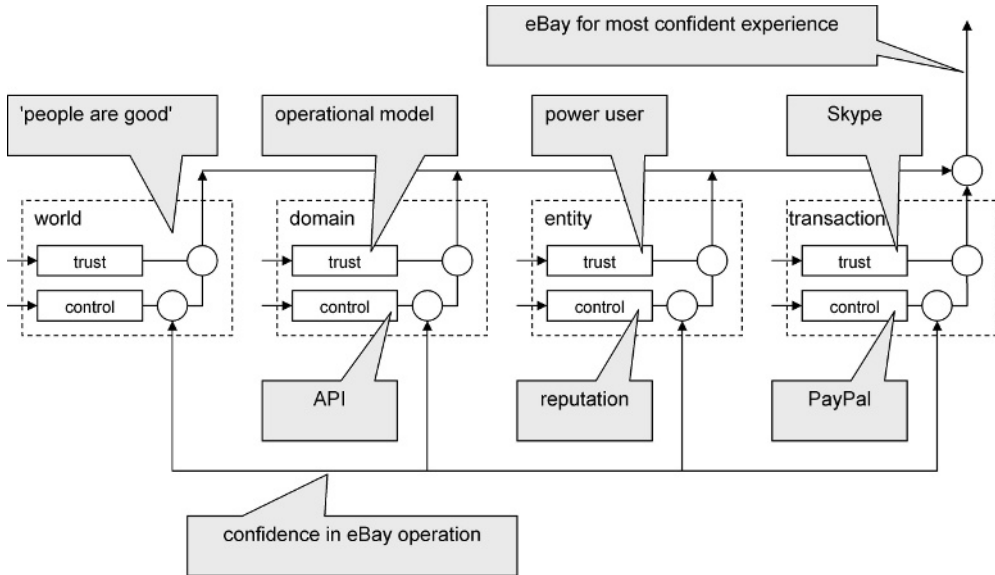 eBay for most confident experience
'people are good'
operational model
power user
Skype
world
domain
entity
transaction
trust
trust
trust
trust
control
control
control
control
API
reputation
PayPal
confidence in eBay operation